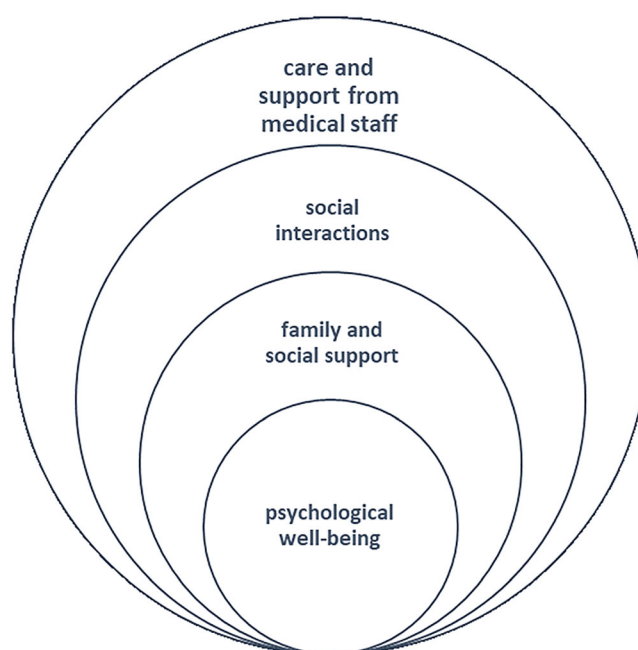 care and
support from
medical staff
social
interactions
family and
social support
psychological
well-being